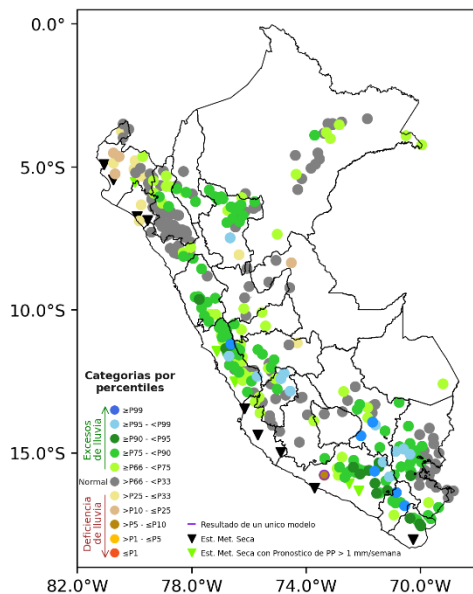 0.0°
5.0°S
10.0°S
15.0°S
82.0°W
78.0°W
74.0°W
70.0°W
Categorias por
percentiles
Excesos
de lluvia
Normal
Deficiencia
de lluvia
≥P99
≥P95 - <P99
≥P90 - <P95
≥P75 - <P90
≥P66 - <P75
>P66 - <P33
>P25 - ≤P33
>P10 - ≤P25
>P5 - ≤P10
>P1 - ≤P5
≤P1
Resultado de un unico modelo
Est. Met. Seca
Est. Met. Seca con Pronostico de PP > 1 mm/semana